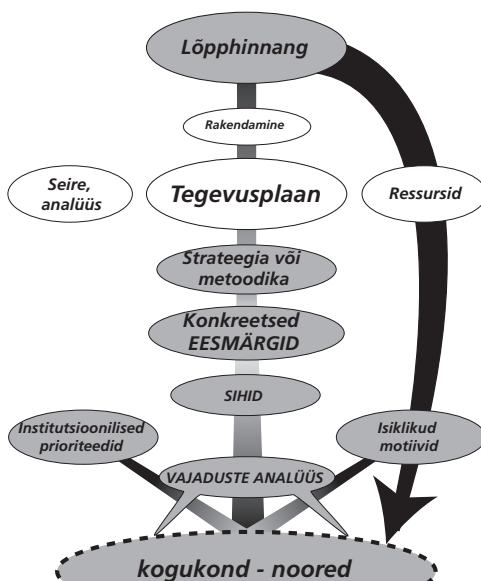 Lõpphinnang
Rakendamine
Seire,
analüüs
Tegevusplaan
Ressursid
Strateegia või
metoodika
Konkreetsed
EESMÄRGID
SIHID
Institutsioonilised
prioriteedid
Isiklikud
motiivid
VAJADUSTE ANALÜÜS
kogukond - noored